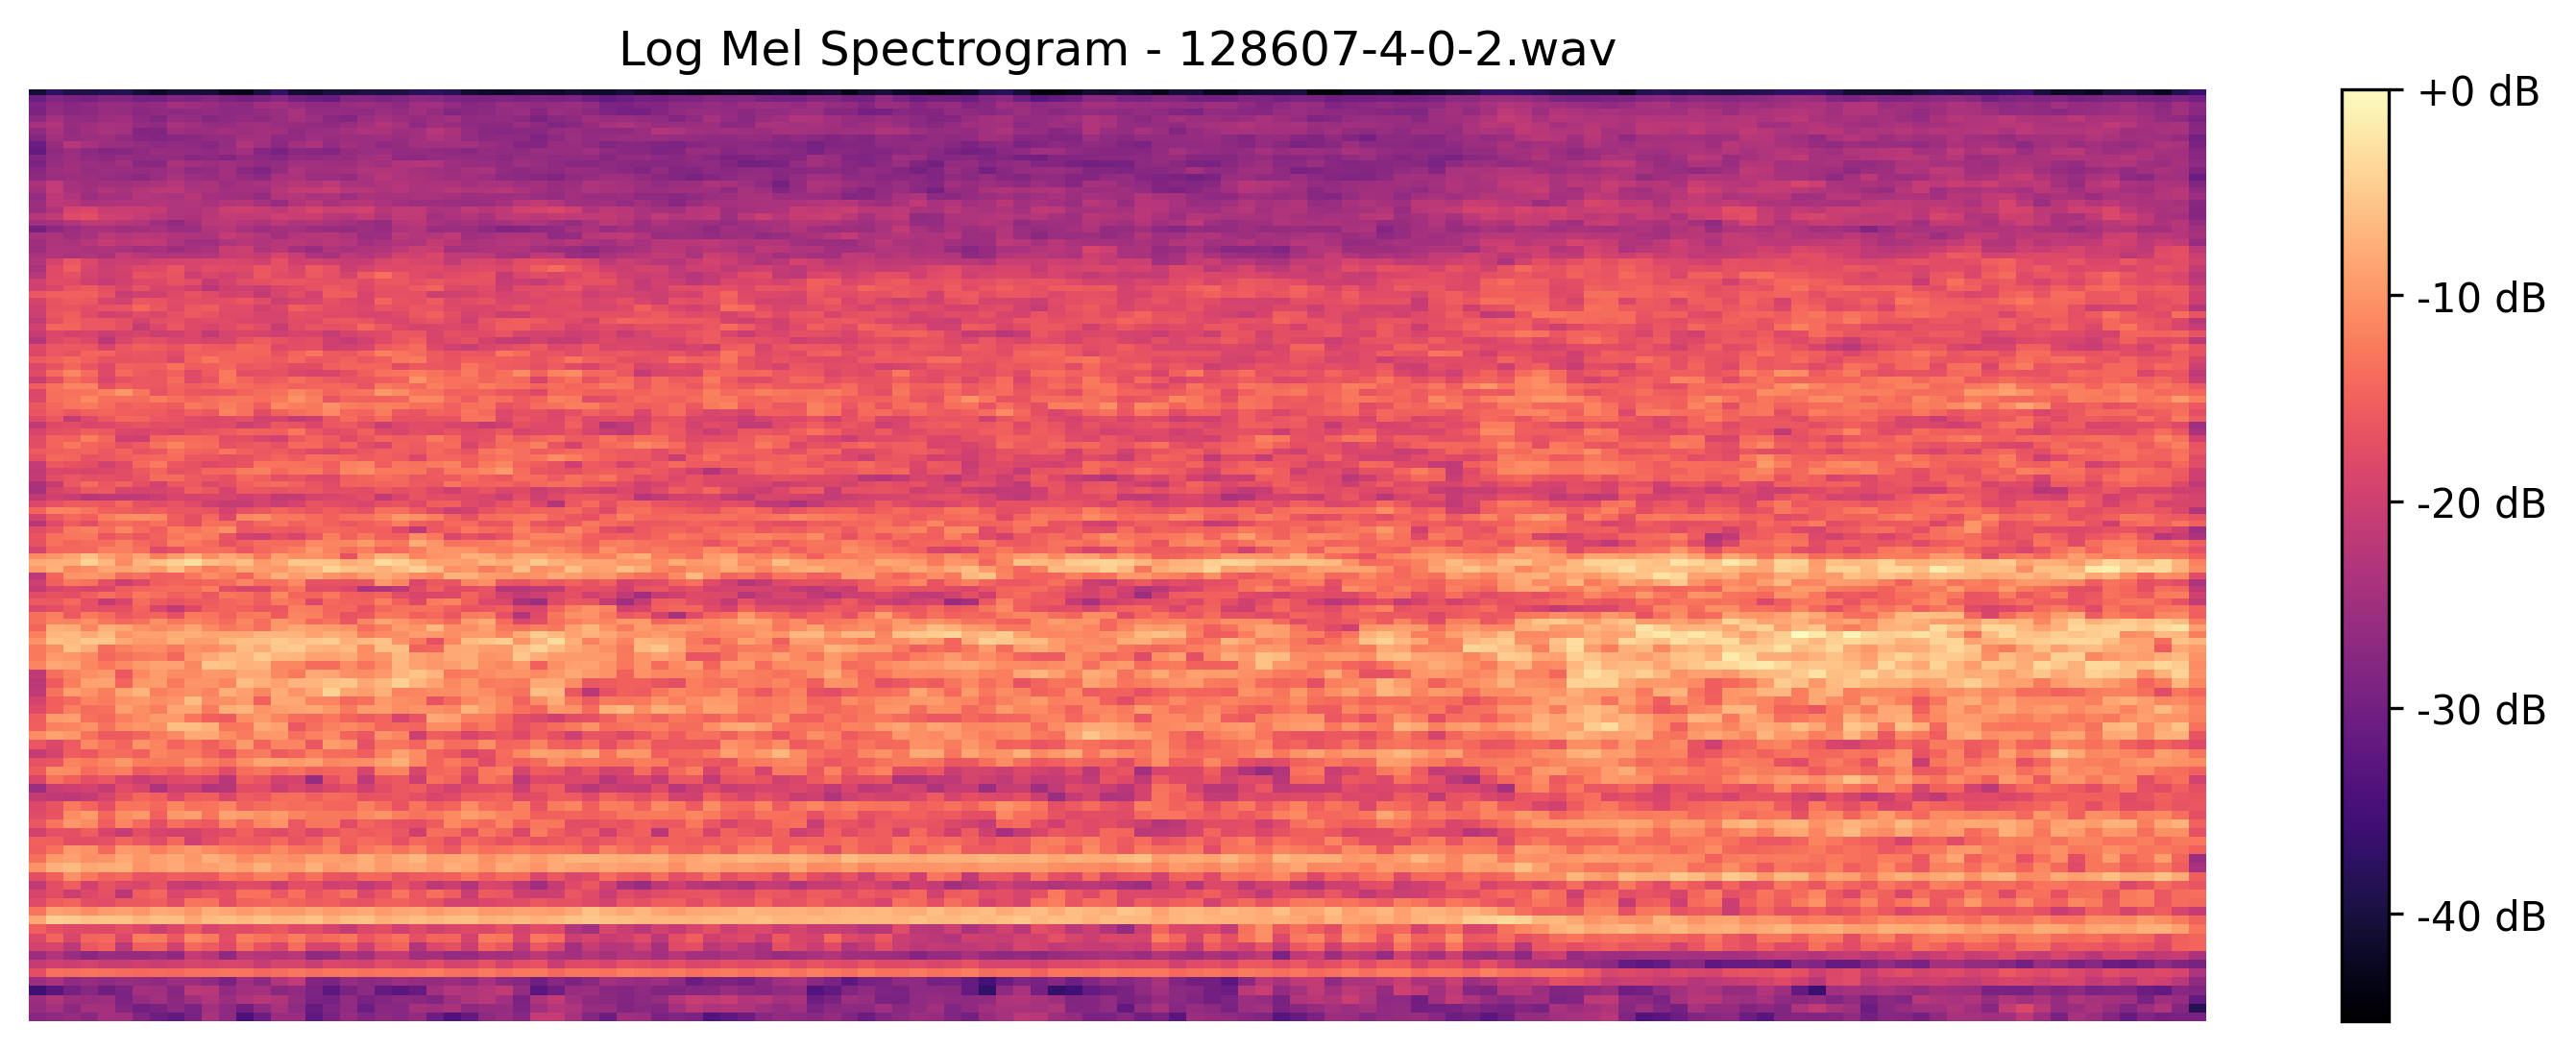 Log Mel Spectrogram - 128607-4-0-2.wav
+0 dB
-10 dB
-20 dB
-30 dB
-40 dB